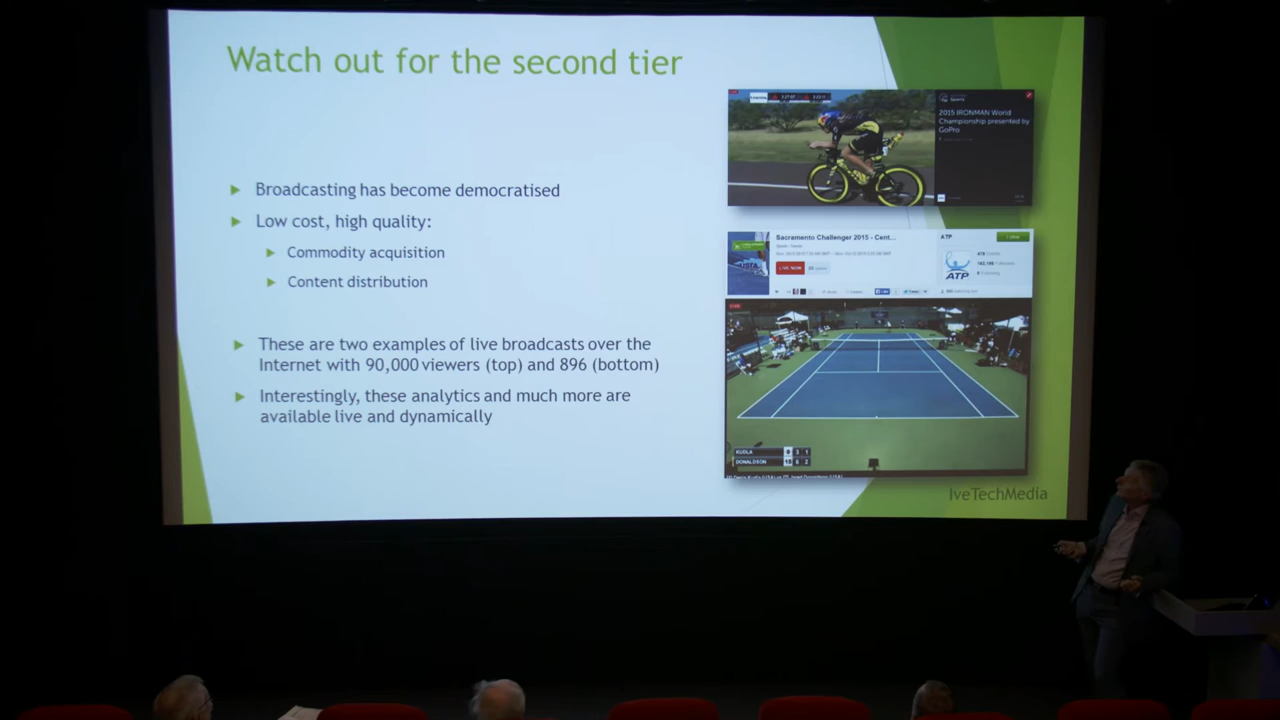 Watch out for the second tier
Broadcasting has become democratised
Low cost, high quality:
Commodity acquisition
Content distribution
These are two examples of live broadcasts over the
Internet with 90,000 viewers (top) and 896 (bottom)
Interestingly, these analytics and much more are
available live and dynamically
2015 IRONMAN World
Championship presented by
GoPro
Sacramento Challenger 2015 - Cent...
LIVE NOW
ATP
ATP
KUDLA
DONALDSON
IveTechMedia